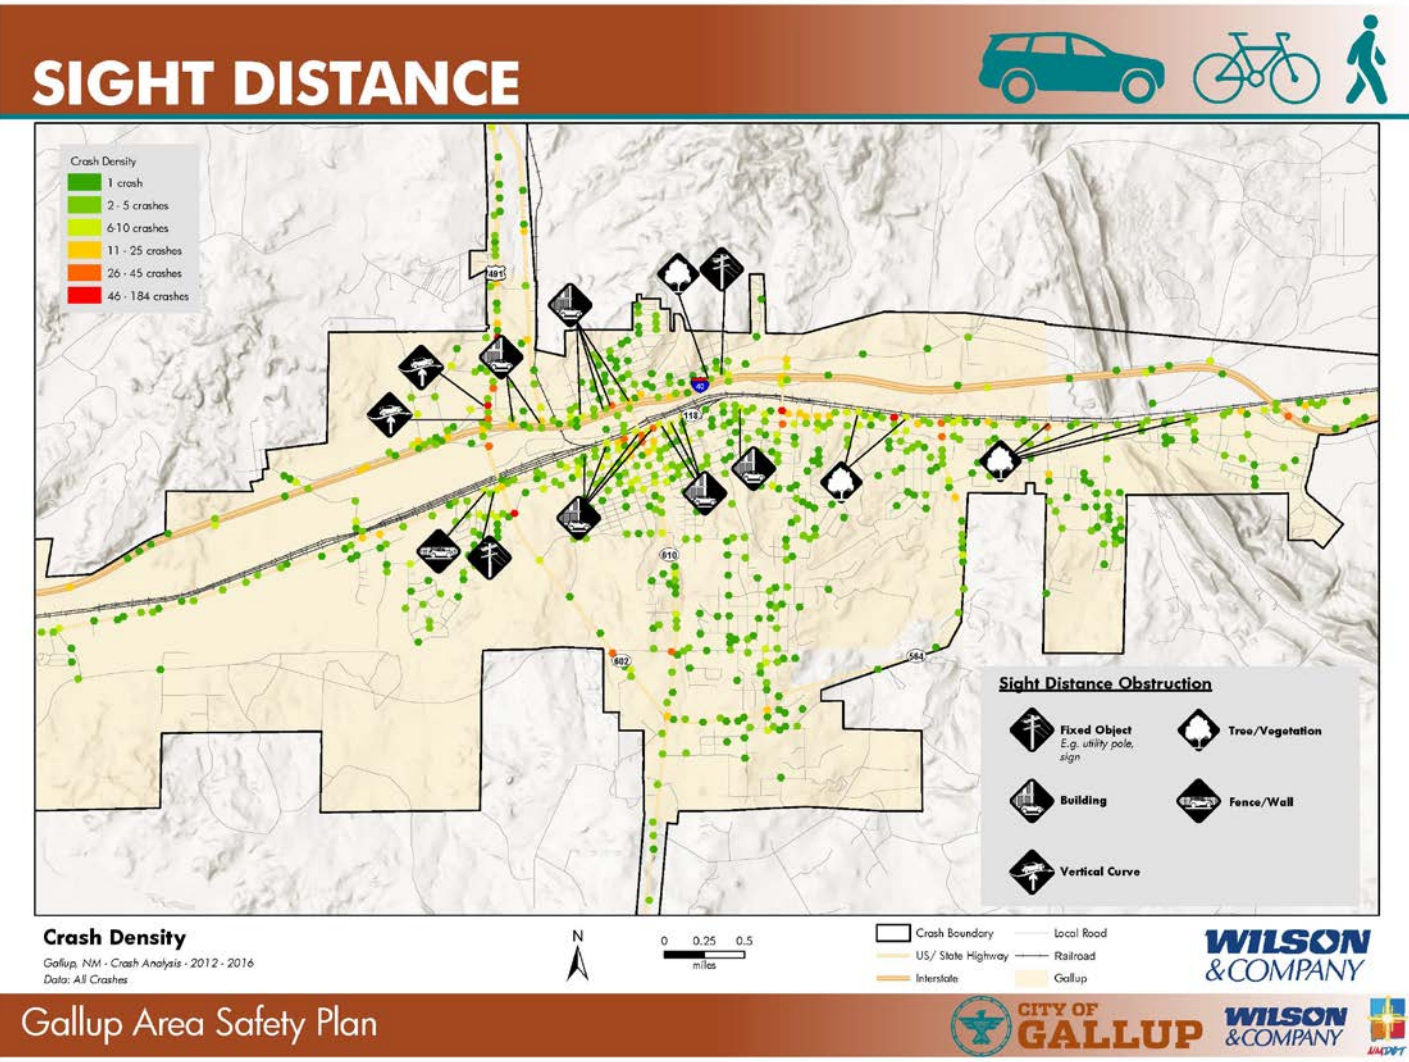 SIGHT DISTANCE
Crash Density
1 crash
2 - 5 crashes
6-10 crashes
11 - 25 crashes
26 - 45 crashes
46 - 184 crashes
491
40
118
610
602
564
Sight Distance Obstruction
Fixed Object
E.g. utility pole,
sign
Tree/Vegetation
Building
Fence/Wall
Vertical Curve
Crash Density
Gallup, NM - Crash Analysis - 2012 - 2016
Data: All Crashes
N
0 0.25 0.5
miles
Crash Boundary
US/ State Highway
Interstate
Local Road
Railroad
Gallup
WILSON
&COMPANY
Gallup Area Safety Plan
CITY OF
GALLUP
WILSON
&COMPANY
NMDOT